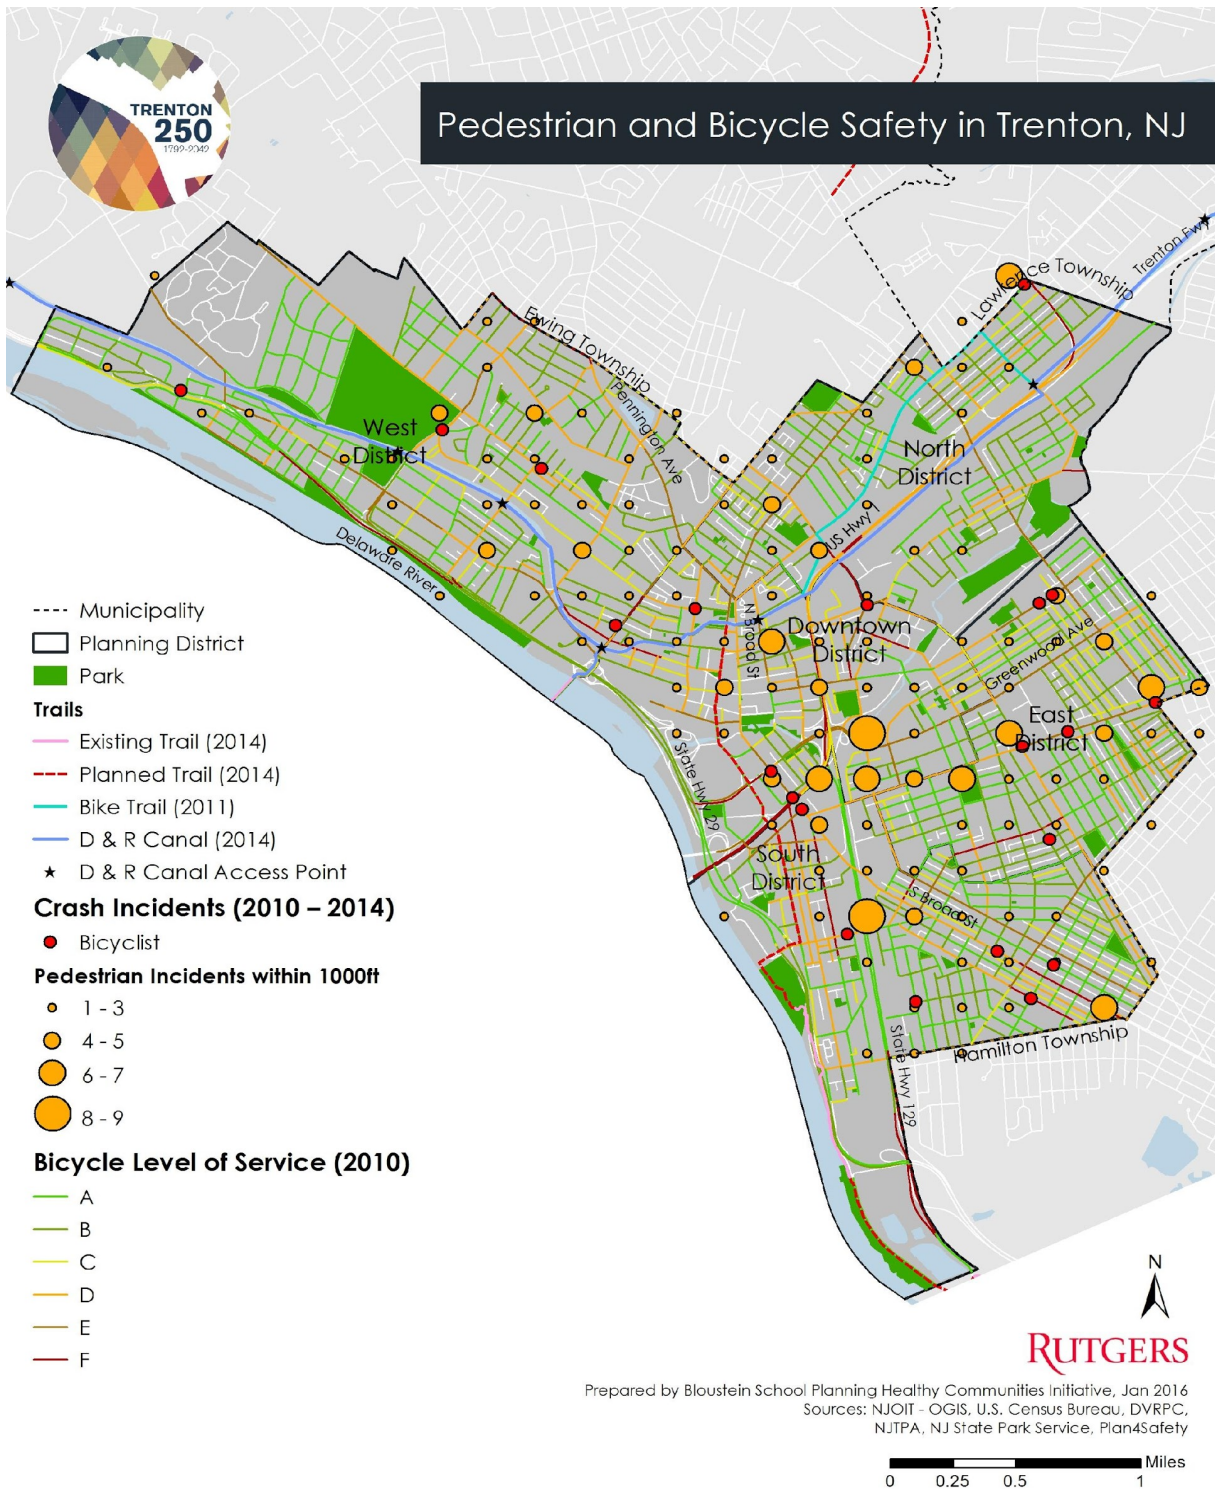 TRENTON
250
1792-2042
Pedestrian and Bicycle Safety in Trenton, NJ
Trenton Fwy
Lawrence Township
Ewing Township
Pennington Ave
West
District
North
District
US Hwy 1
Delaware River
N Broad St
Downtown
District
Greenwood Ave
East
District
State Hwy 29
South
District
S Broad St
State Hwy 129
Hamilton Township
Municipality
Planning District
Park
Trails
Existing Trail (2014)
Planned Trail (2014)
Bike Trail (2011)
D & R Canal (2014)
D & R Canal Access Point
Crash Incidents (2010 – 2014)
Bicyclist
Pedestrian Incidents within 1000ft
1 - 3
4 - 5
6 - 7
8 - 9
Bicycle Level of Service (2010)
A
B
C
D
E
F
N
RUTGERS
Prepared by Bloustein School Planning Healthy Communities Initiative, Jan 2016
Sources: NJOIT - OGIS, U.S. Census Bureau, DVRPC,
NJTPA, NJ State Park Service, Plan4Safety
Miles
0 0.25 0.5 1